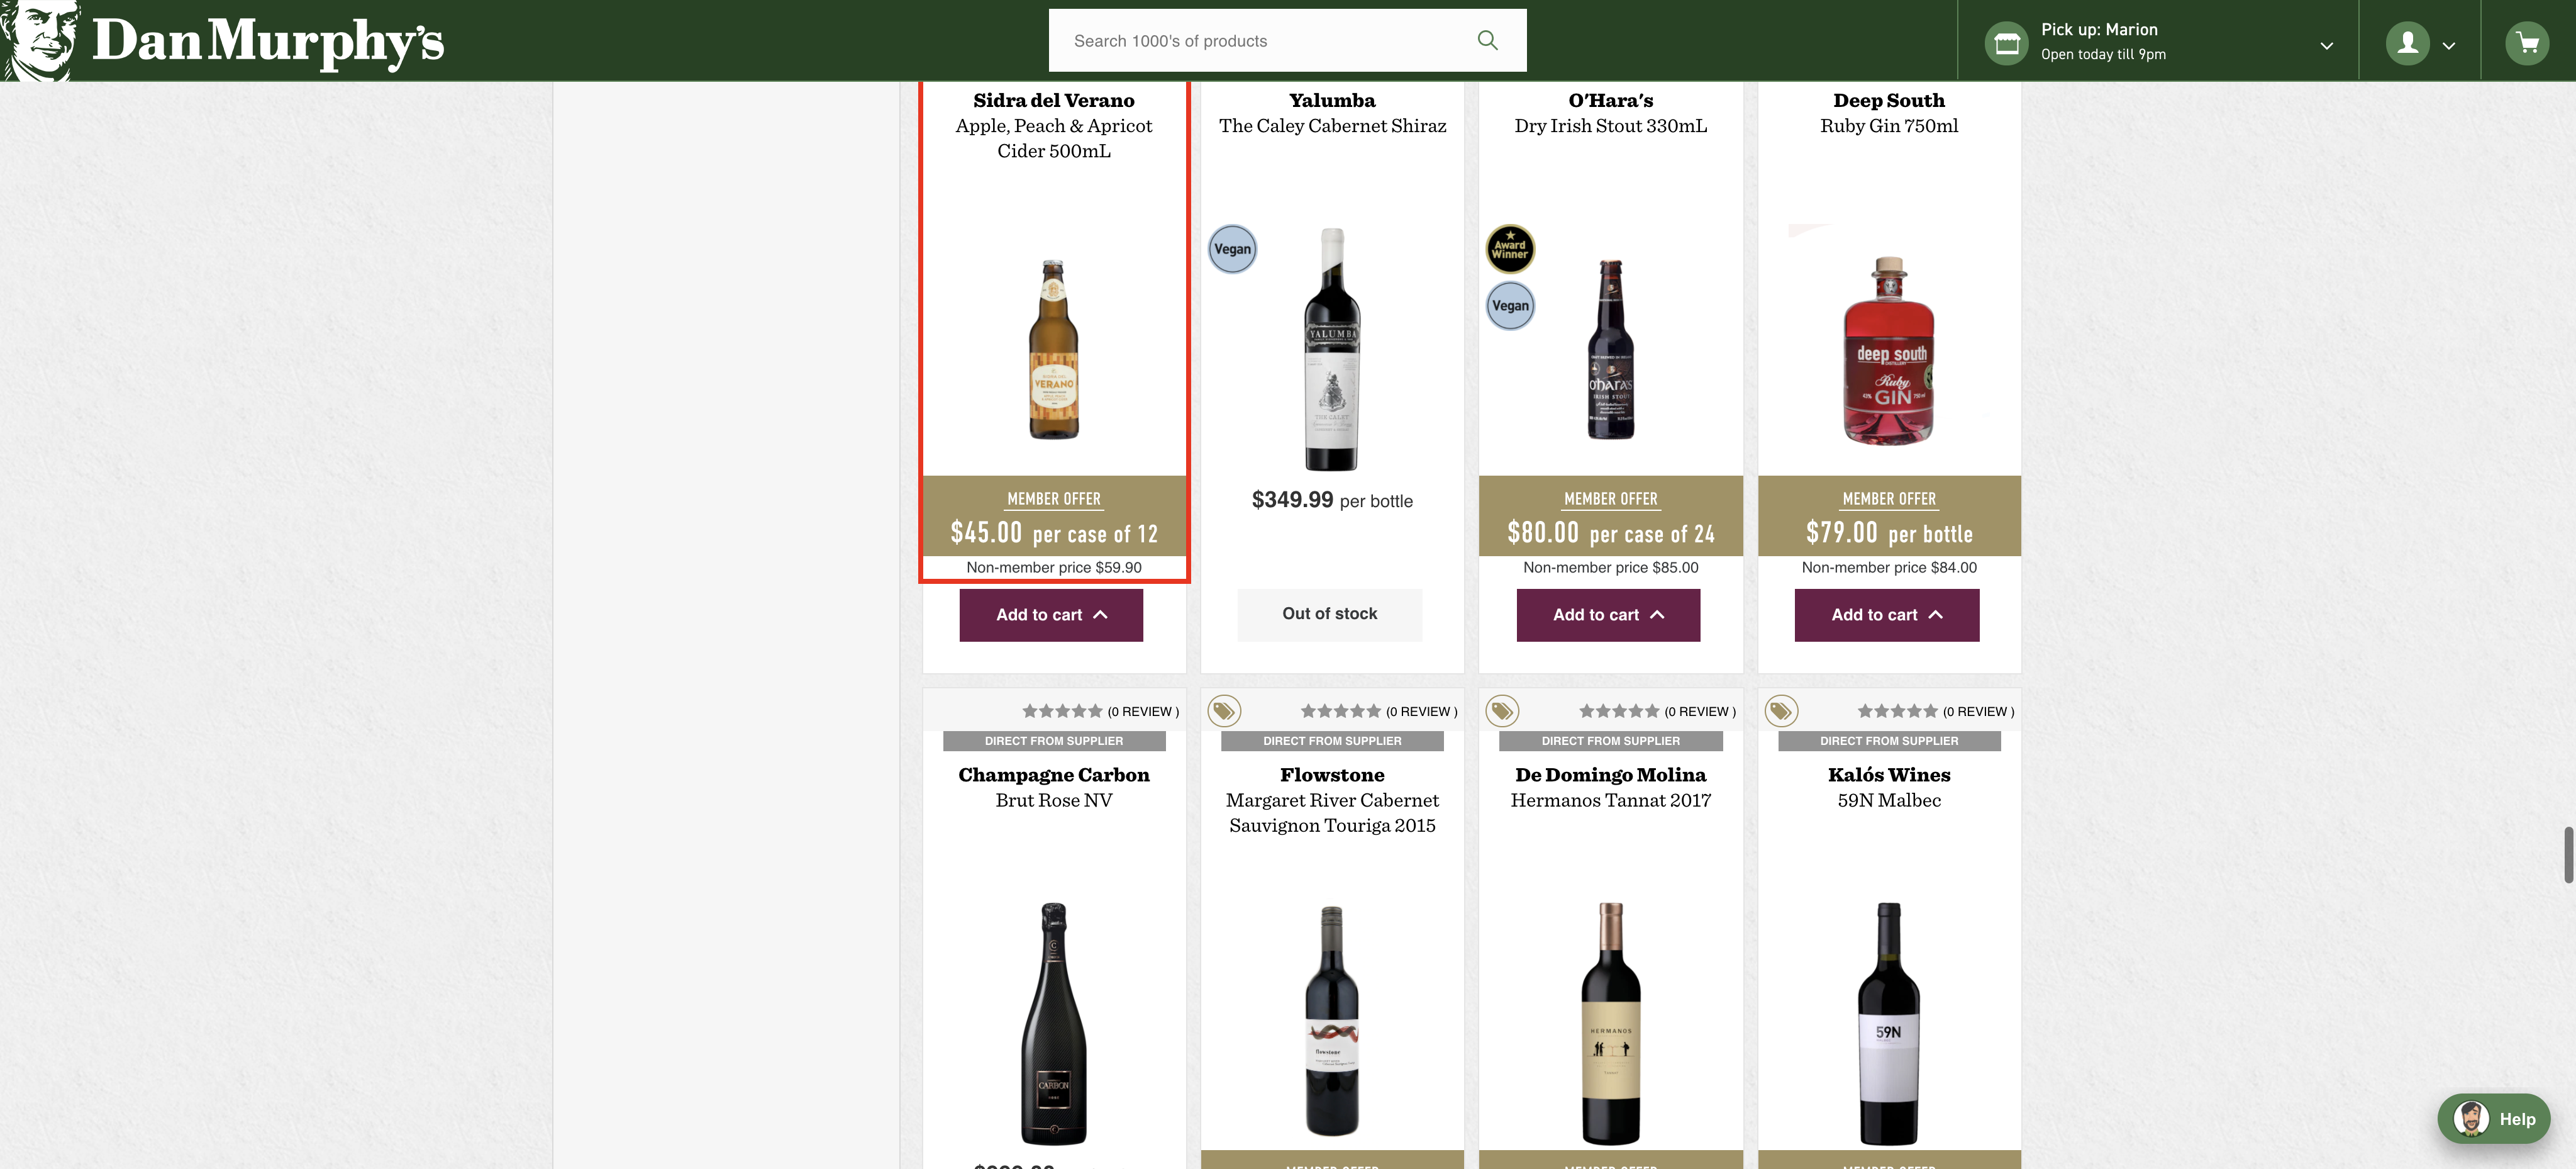 Dan Murphy's
Search 1000's of products
Pick up: Marion
Open today till 9pm
Sidra del Verano
Apple, Peach & Apricot
Cider 500mL
VERANO
MEMBER OFFER
$45.00 per case of 12
Non-member price $59.90
Add to cart
Yalumba
The Caley Cabernet Shiraz
Vegan
YALUMBA
THE CALEY
$349.99 per bottle
Out of stock
O'Hara's
Dry Irish Stout 330mL
Award
Winner
Vegan
OHARA'S
IRISH STOUT
MEMBER OFFER
$80.00 per case of 24
Non-member price $85.00
Add to cart
Deep South
Ruby Gin 750ml
deep south
Ruby
GIN
MEMBER OFFER
$79.00 per bottle
Non-member price $84.00
Add to cart
(0 REVIEW )
DIRECT FROM SUPPLIER
Champagne Carbon
Brut Rose NV
CARBON
(0 REVIEW )
DIRECT FROM SUPPLIER
Flowstone
Margaret River Cabernet
Sauvignon Touriga 2015
flowstone
MEMBER OFFER
(0 REVIEW )
DIRECT FROM SUPPLIER
De Domingo Molina
Hermanos Tannat 2017
HERMANOS
MEMBER OFFER
(0 REVIEW )
DIRECT FROM SUPPLIER
Kalós Wines
59N Malbec
59N
MEMBER OFFER
Help